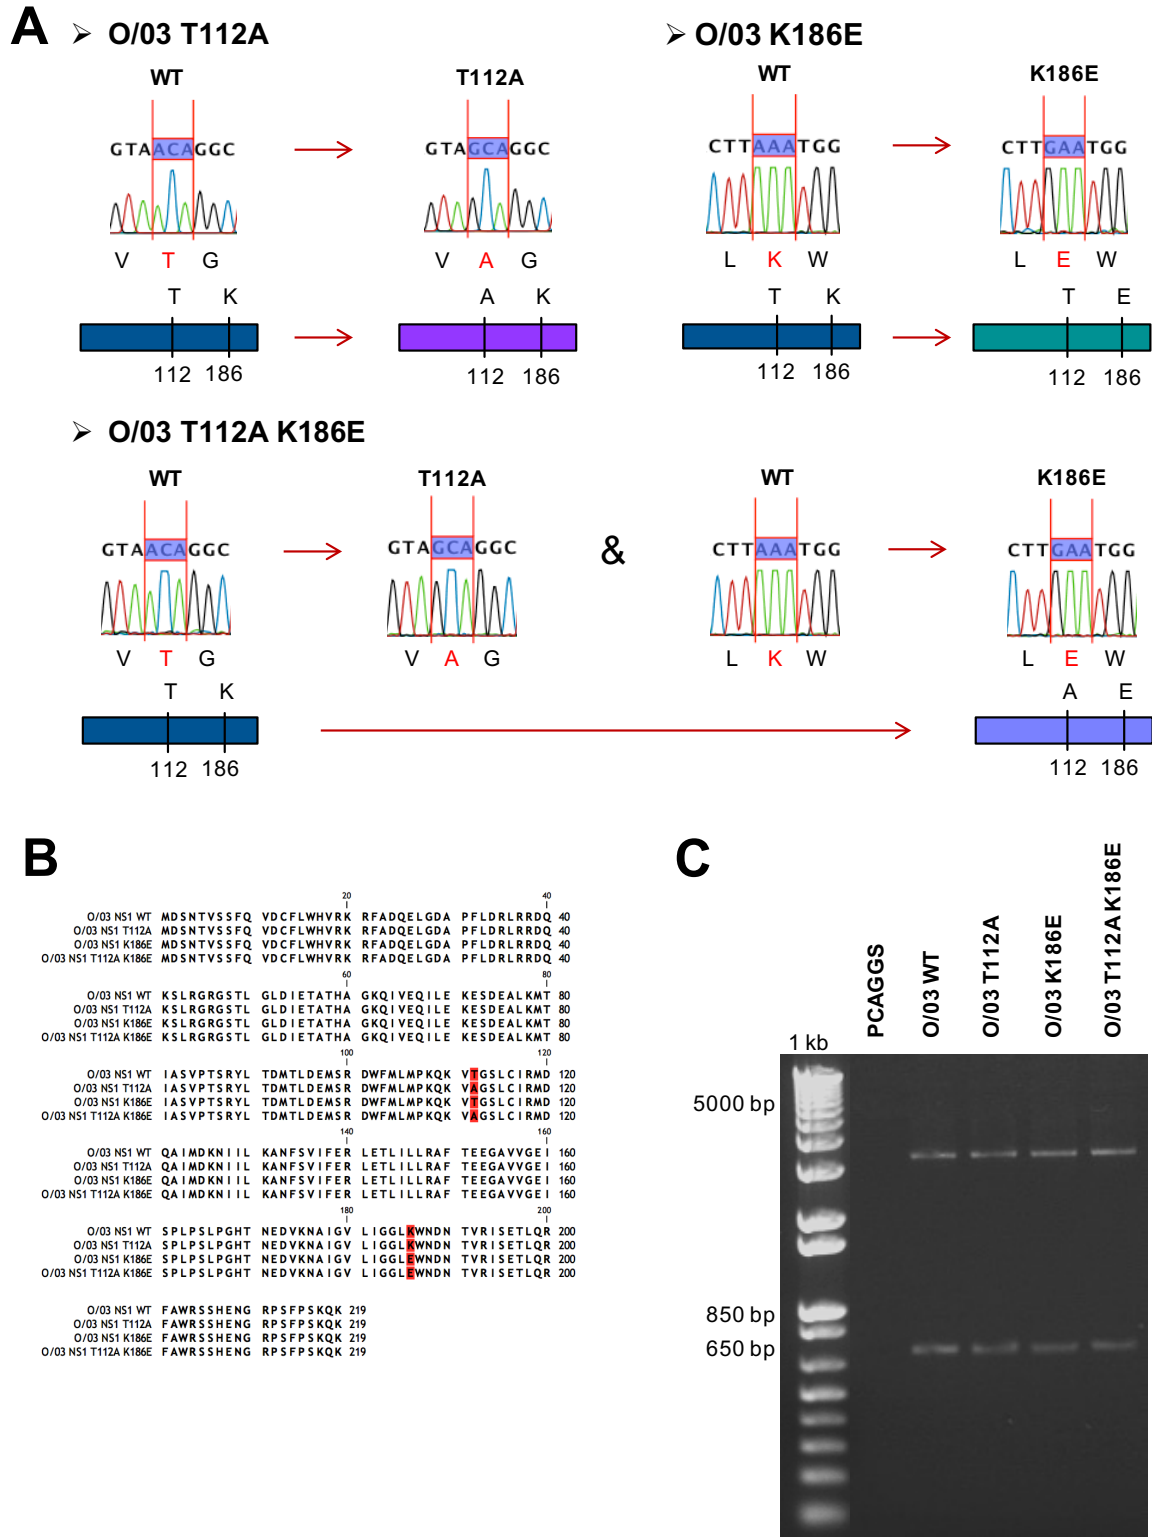 A
➢ O/03 T112A
➢ O/03 K186E
WT
T112A
WT
K186E
GTAACAGGC
GTAGCAGGC
CTTAAATGG
CTTGAATGG
V T G
V A G
L K W
L E W
T K
A K
T K
T E
112 186
112 186
112 186
112 186
➢ O/03 T112A K186E
WT
T112A
WT
K186E
GTAACAGGC
GTAGCAGGC
&
CTTAAATGG
CTTGAATGG
V T G
V A G
L K W
L E W
T K
A E
112 186
112 186
B
20 40
O/03 NS1 WT MDSNTVSSFQ VDCFLWHVRK RFADQELGDA PFLDRLRRDQ 40
O/03 NS1 T112A MDSNTVSSFQ VDCFLWHVRK RFADQELGDA PFLDRLRRDQ 40
O/03 NS1 K186E MDSNTVSSFQ VDCFLWHVRK RFADQELGDA PFLDRLRRDQ 40
O/03 NS1 T112A K186E MDSNTVSSFQ VDCFLWHVRK RFADQELGDA PFLDRLRRDQ 40
60 80
O/03 NS1 WT KSLRGRGSTL GLDIETATHA GKQIVEQILE KESDEALKMT 80
O/03 NS1 T112A KSLRGRGSTL GLDIETATHA GKQIVEQILE KESDEALKMT 80
O/03 NS1 K186E KSLRGRGSTL GLDIETATHA GKQIVEQILE KESDEALKMT 80
O/03 NS1 T112A K186E KSLRGRGSTL GLDIETATHA GKQIVEQILE KESDEALKMT 80
100 120
O/03 NS1 WT IASVPTSRYL TDMTLDEMSR DWFMLMPKQK VTGSLCIRMD 120
O/03 NS1 T112A IASVPTSRYL TDMTLDEMSR DWFMLMPKQK VAGSLCIRMD 120
O/03 NS1 K186E IASVPTSRYL TDMTLDEMSR DWFMLMPKQK VTGSLCIRMD 120
O/03 NS1 T112A K186E IASVPTSRYL TDMTLDEMSR DWFMLMPKQK VAGSLCIRMD 120
140 160
O/03 NS1 WT QAIMDKNIIL KANFSVIFER LETLILLRAF TEEGAVVGEI 160
O/03 NS1 T112A QAIMDKNIIL KANFSVIFER LETLILLRAF TEEGAVVGEI 160
O/03 NS1 K186E QAIMDKNIIL KANFSVIFER LETLILLRAF TEEGAVVGEI 160
O/03 NS1 T112A K186E QAIMDKNIIL KANFSVIFER LETLILLRAF TEEGAVVGEI 160
180 200
O/03 NS1 WT SPLPSLPGHT NEDVKNAIGV LIGGLKWNDN TVRISETLQR 200
O/03 NS1 T112A SPLPSLPGHT NEDVKNAIGV LIGGLKWNDN TVRISETLQR 200
O/03 NS1 K186E SPLPSLPGHT NEDVKNAIGV LIGGLEWNDN TVRISETLQR 200
O/03 NS1 T112A K186E SPLPSLPGHT NEDVKNAIGV LIGGLEWNDN TVRISETLQR 200
O/03 NS1 WT FAWRSSHENG RPSFPSKQK 219
O/03 NS1 T112A FAWRSSHENG RPSFPSKQK 219
O/03 NS1 K186E FAWRSSHENG RPSFPSKQK 219
O/03 NS1 T112A K186E FAWRSSHENG RPSFPSKQK 219
C
1 kb
PCAGGS
O/03 WT
O/03 T112A
O/03 K186E
O/03 T112A K186E
5000 bp
850 bp
650 bp